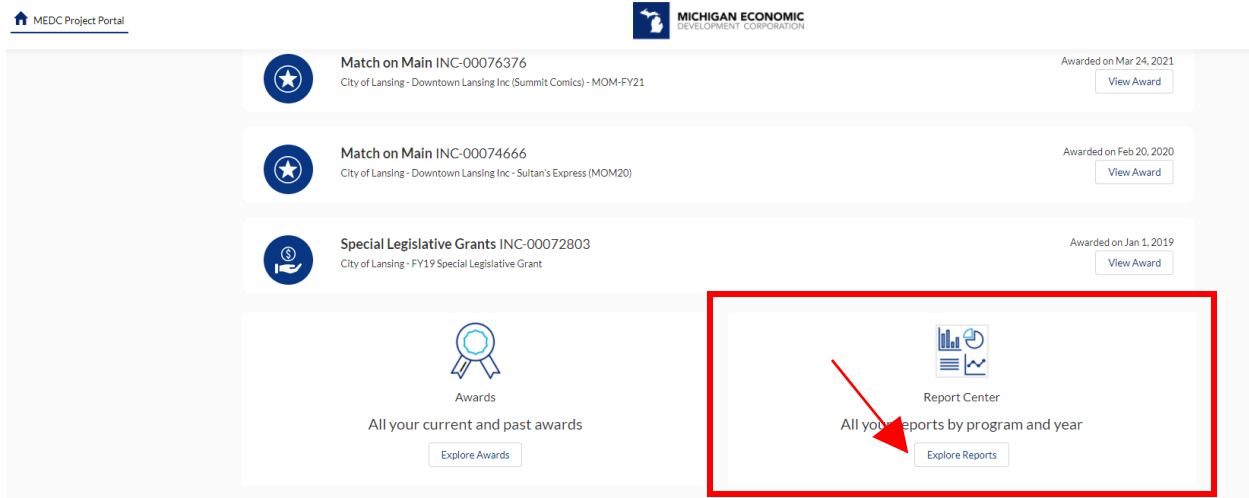 MEDC Project Portal
MICHIGAN ECONOMIC
DEVELOPMENT CORPORATION
Match on Main INC-00076376
City of Lansing - Downtown Lansing Inc (Summit Comics) - MOM-FY21
Awarded on Mar 24, 2021
View Award
Match on Main INC-00074666
City of Lansing - Downtown Lansing Inc - Sultan's Express (MOM20)
Awarded on Feb 20, 2020
View Award
Special Legislative Grants INC-00072803
City of Lansing - FY19 Special Legislative Grant
Awarded on Jan 1, 2019
View Award
Awards
All your current and past awards
Explore Awards
Report Center
All your reports by program and year
Explore Reports